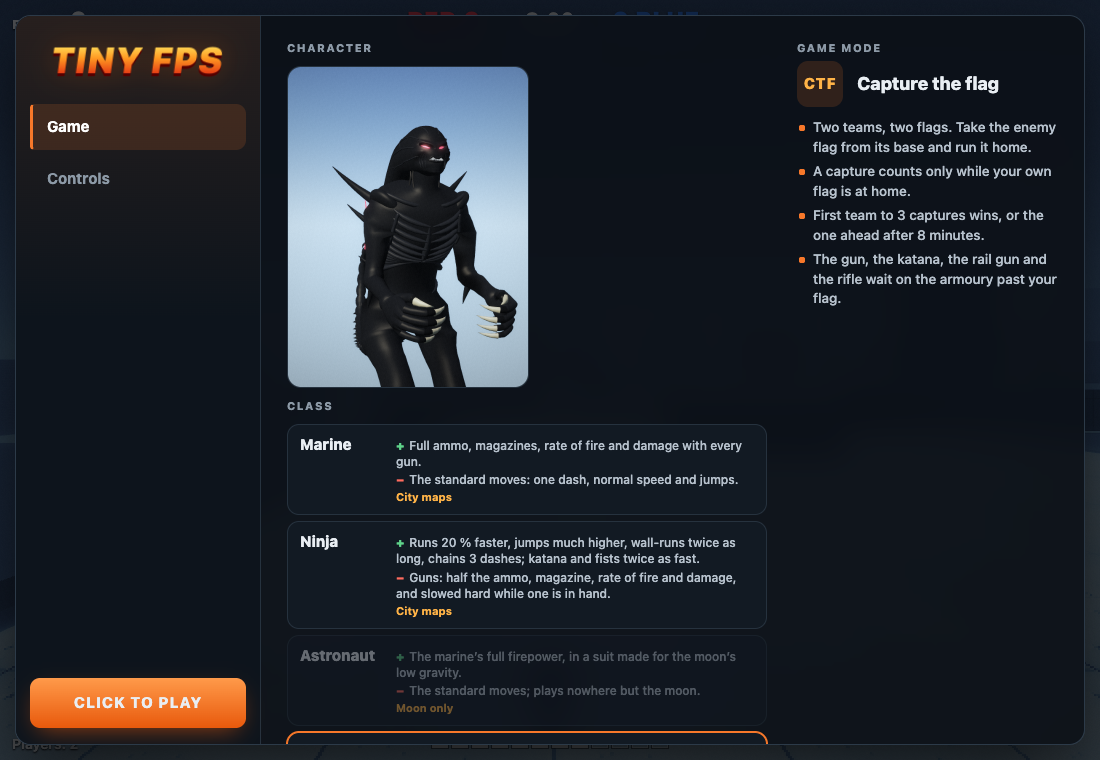 TINY FPS
Game
Controls
CLICK TO PLAY
CHARACTER
CLASS
Marine
+ Full ammo, magazines, rate of fire and damage with every
gun.
− The standard moves: one dash, normal speed and jumps.
City maps
Ninja
+ Runs 20 % faster, jumps much higher, wall-runs twice as
long, chains 3 dashes; katana and fists twice as fast.
− Guns: half the ammo, magazine, rate of fire and damage,
and slowed hard while one is in hand.
City maps
Astronaut
+ The marine's full firepower, in a suit made for the moon's
low gravity.
− The standard moves; plays nowhere but the moon.
Moon only
GAME MODE
CTF
Capture the flag
Two teams, two flags. Take the enemy
flag from its base and run it home.
A capture counts only while your own
flag is at home.
First team to 3 captures wins, or the
one ahead after 8 minutes.
The gun, the katana, the rail gun and
the rifle wait on the armoury past your
flag.